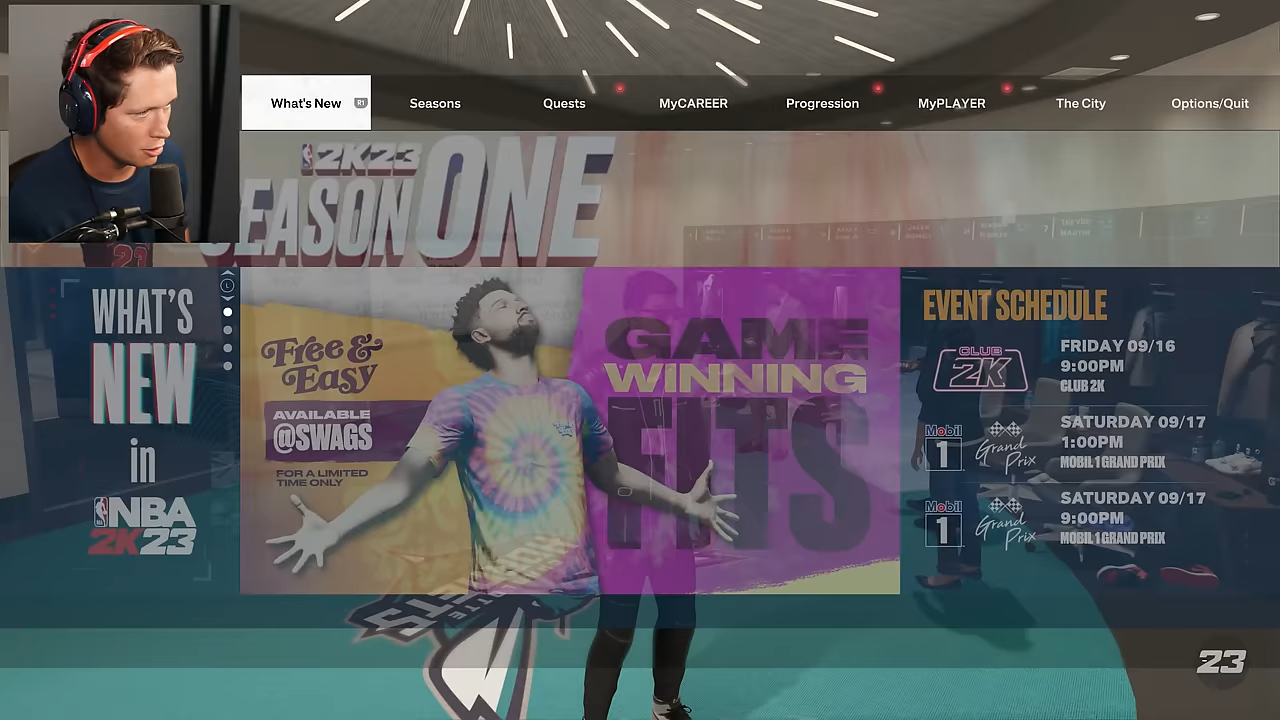 What's New
R1
Seasons
Quests
MyCAREER
Progression
MyPLAYER
The City
Options/Quit
2K23
SEASON ONE
23
WHAT'S
NEW
in
NBA
2K23
L
Free &
Easy
AVAILABLE
@SWAGS
FOR A LIMITED
TIME ONLY
GAME
WINNING
FITS
EVENT SCHEDULE
CLUB
2K
FRIDAY 09/16
9:00PM
CLUB 2K
Mobil
1
Grand
Prix
SATURDAY 09/17
1:00PM
MOBIL 1 GRAND PRIX
Mobil
1
Grand
Prix
SATURDAY 09/17
9:00PM
MOBIL 1 GRAND PRIX
23